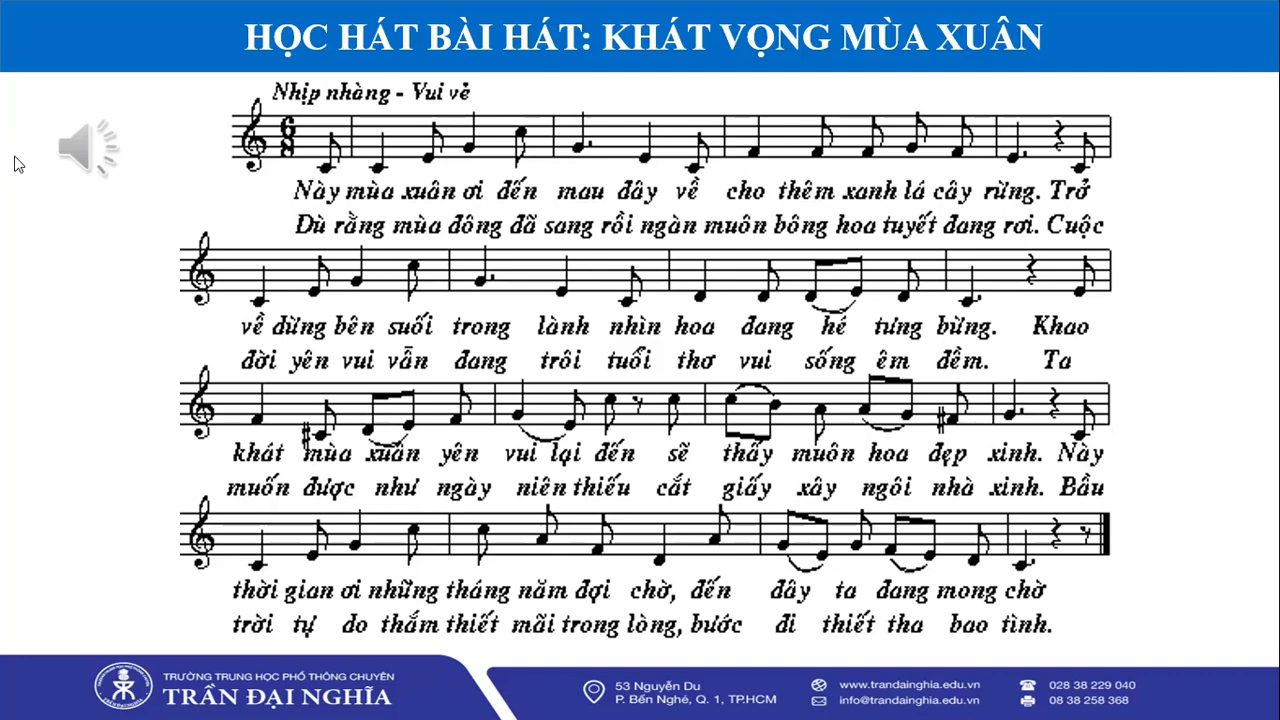 HỌC HÁT BÀI HÁT: KHÁT VỌNG MÙA XUÂN
Nhịp nhàng - Vui vẻ
6
8
Này mùa xuân ơi đến mau đây về cho thêm xanh lá cây rừng. Trở
Dù rằng mùa đông đã sang rồi ngàn muôn bông hoa tuyết đang rơi. Cuộc
về dừng bên suối trong lành nhìn hoa đang hé tưng bừng. Khao
đời yên vui vẫn đang trôi tuổi thơ vui sống êm đềm. Ta
khát mùa xuân yên vui lại đến sẽ thấy muôn hoa đẹp xinh. Này
muốn được như ngày niên thiếu cắt giấy xây ngôi nhà xinh. Bầu
thời gian ơi những tháng năm đợi chờ, đến đây ta đang mong chờ
trời tự do thắm thiết mãi trong lòng, bước đi thiết tha bao tình.
TRƯỜNG TRUNG HỌC PHỔ THÔNG CHUYÊN
TRẦN ĐẠI NGHĨA
53 Nguyễn Du
P. Bến Nghé, Q. 1, TP.HCM
www.trandainghia.edu.vn
info@trandainghia.edu.vn
028 38 229 040
08 38 258 368